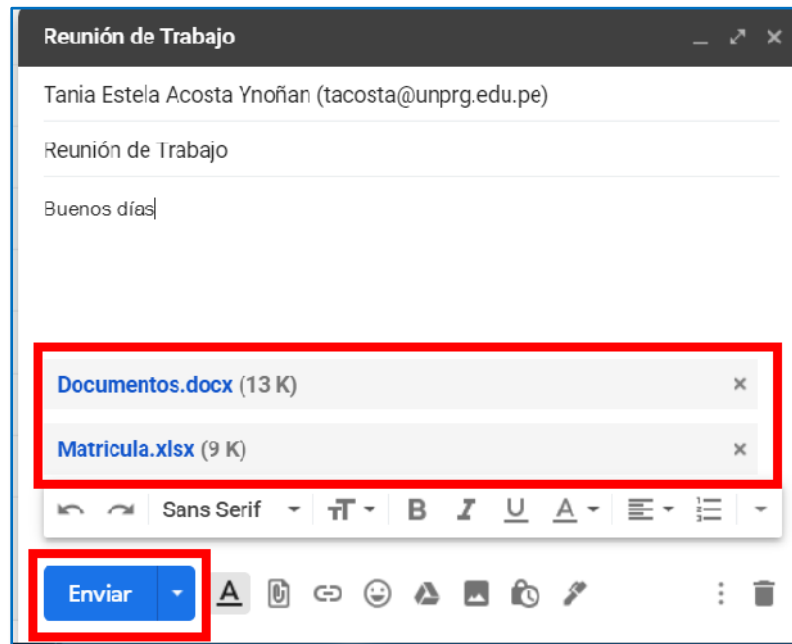 Reunión de Trabajo
Tania Estela Acosta Ynoñan (tacosta@unprg.edu.pe)
Reunión de Trabajo
Buenos días
Documentos.docx (13 K)
Matricula.xlsx (9 K)
Sans Serif B I U A
Enviar A